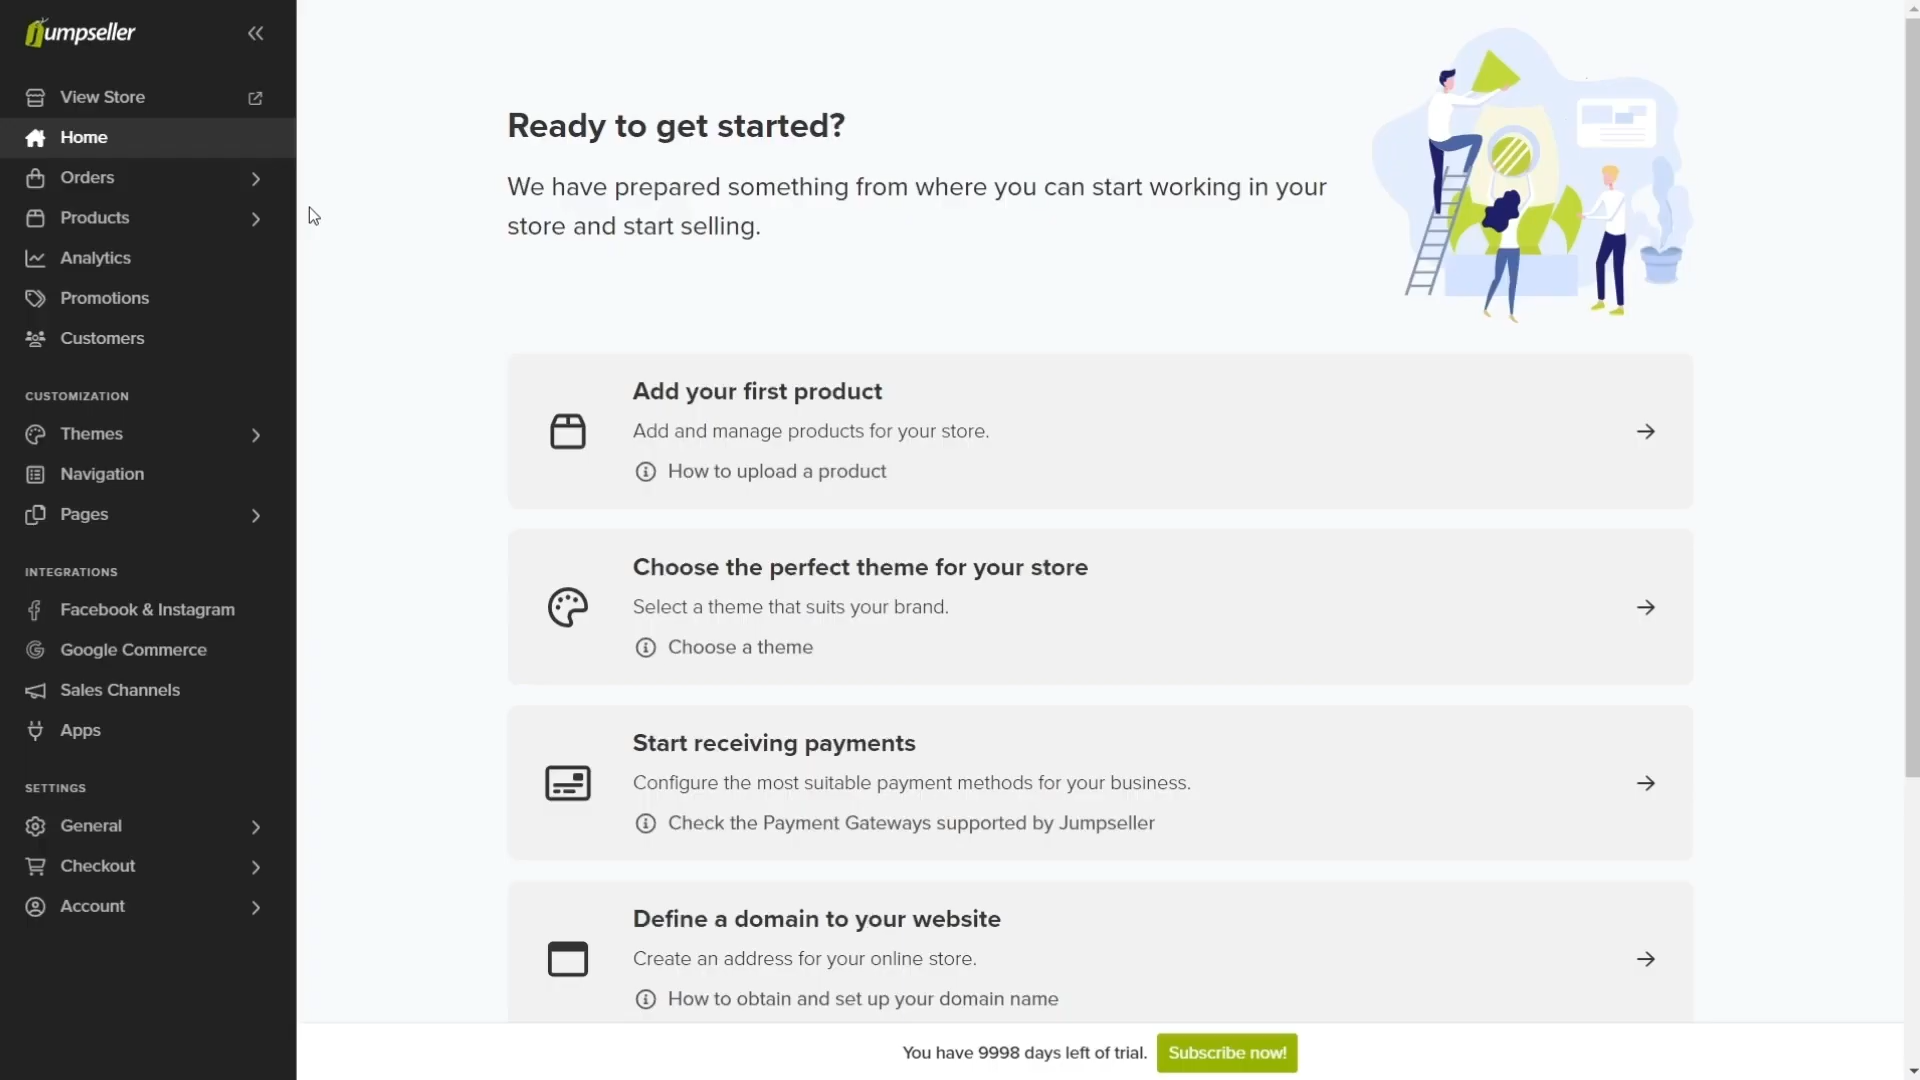 Jumpseller
View Store
Home
Orders
Products
Analytics
Promotions
Customers
CUSTOMIZATION
Themes
Navigation
Pages
INTEGRATIONS
Facebook & Instagram
Google Commerce
Sales Channels
Apps
SETTINGS
General
Checkout
Account
Ready to get started?
We have prepared something from where you can start working in your
store and start selling.
Add your first product
Add and manage products for your store.
How to upload a product
Choose the perfect theme for your store
Select a theme that suits your brand.
Choose a theme
Start receiving payments
Configure the most suitable payment methods for your business.
Check the Payment Gateways supported by Jumpseller
Define a domain to your website
Create an address for your online store.
How to obtain and set up your domain name
You have 9998 days left of trial. Subscribe now!